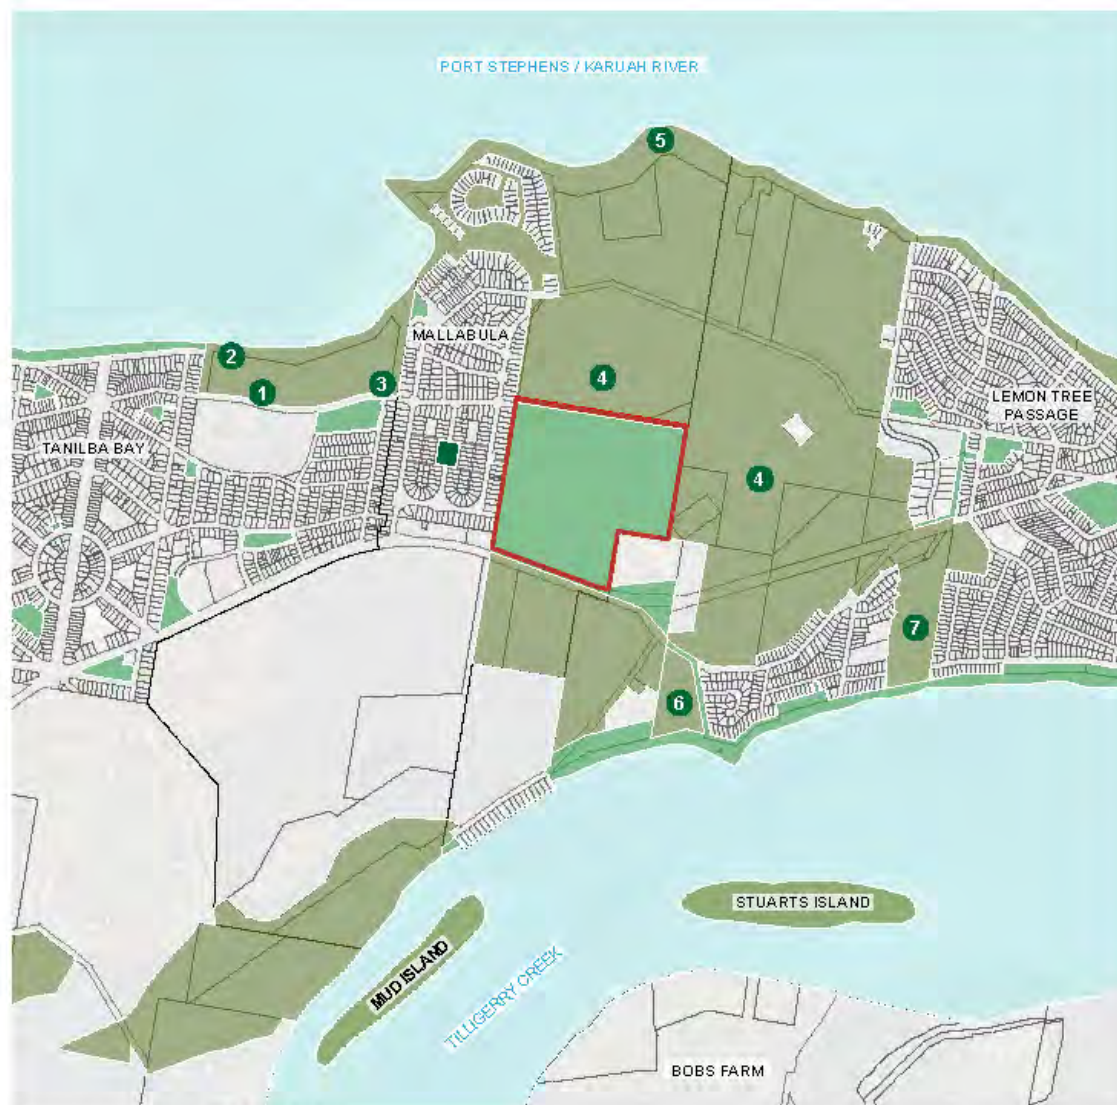 PORT STEPHENS / KARUAH RIVER
5
MALLABULA
2
4
3
1
LEMON TREE
PASSAGE
TANILBA BAY
4
7
6
STUARTS ISLAND
MUD ISLAND
TILLIGERRY CREEK
BOBS FARM